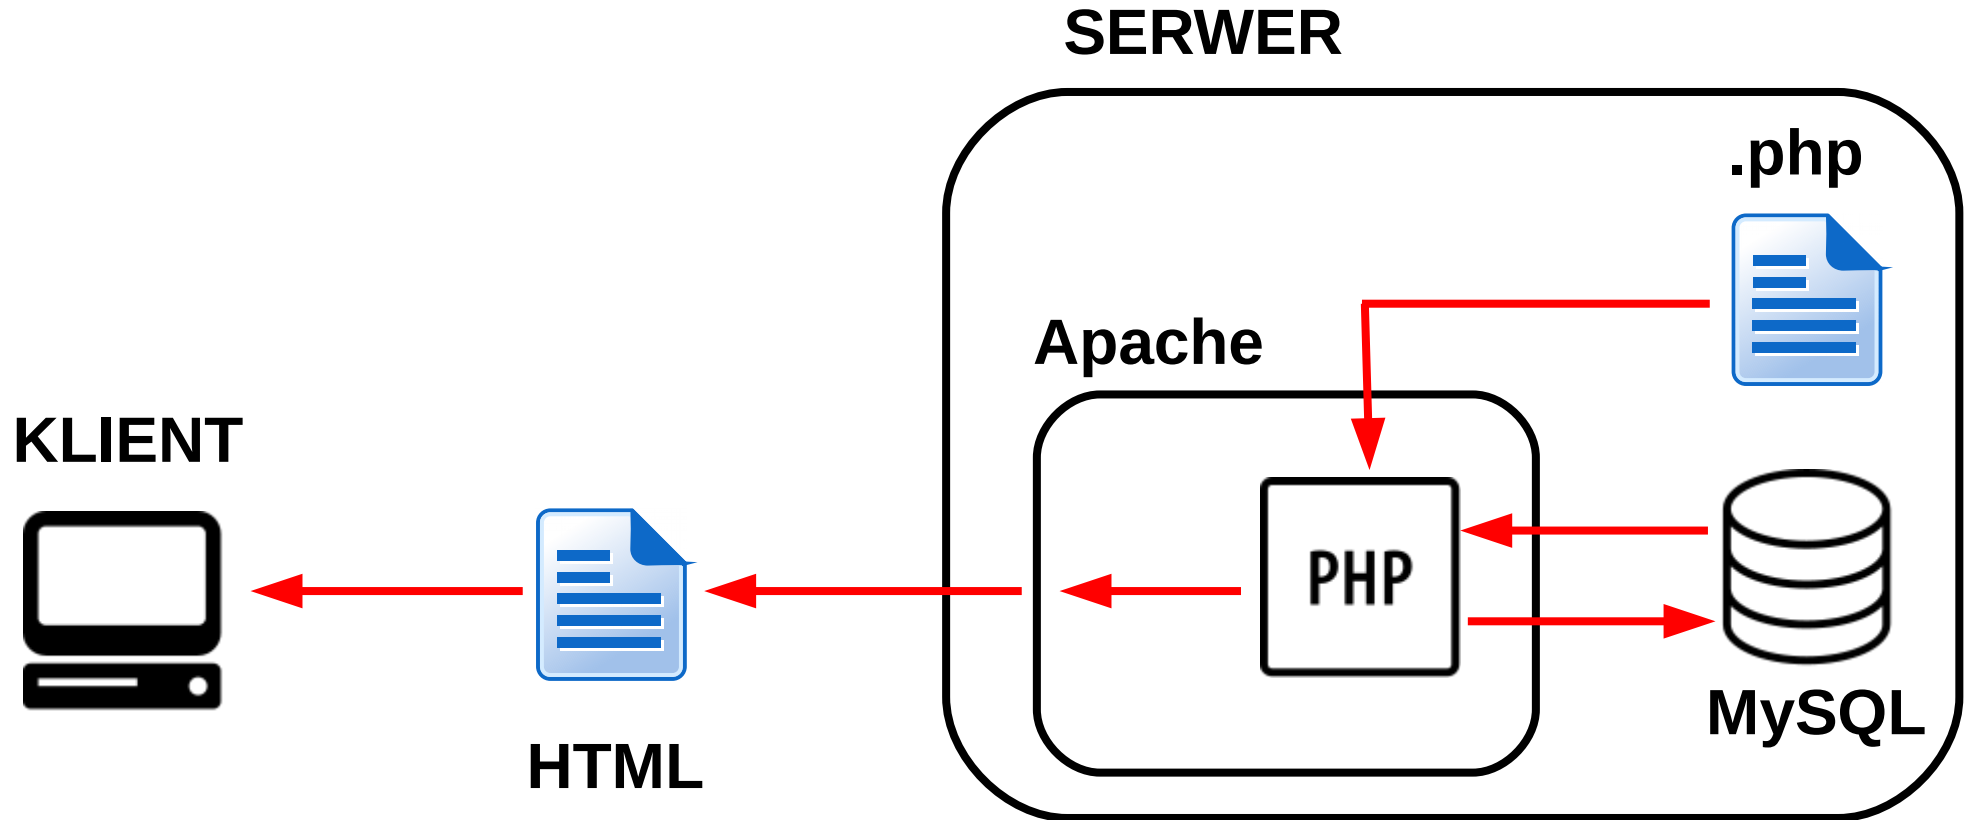 SERWER
.php
Apache
KLIENT
PHP
MySQL
HTML